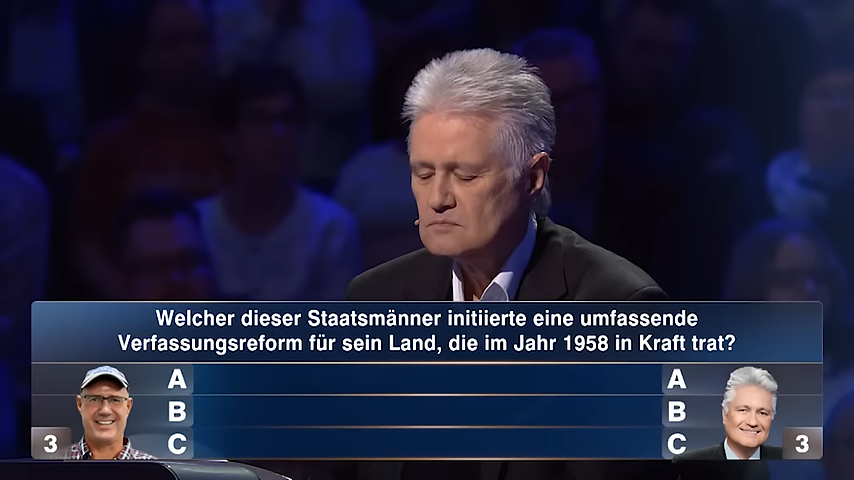 Welcher dieser Staatsmänner initiierte eine umfassende
Verfassungsreform für sein Land, die im Jahr 1958 in Kraft trat?
A A
B B
3 C C 3